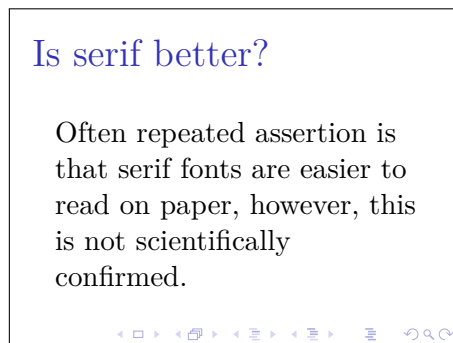 Is serif better?
Often repeated assertion is
that serif fonts are easier to
read on paper, however, this
is not scientifically
confirmed.